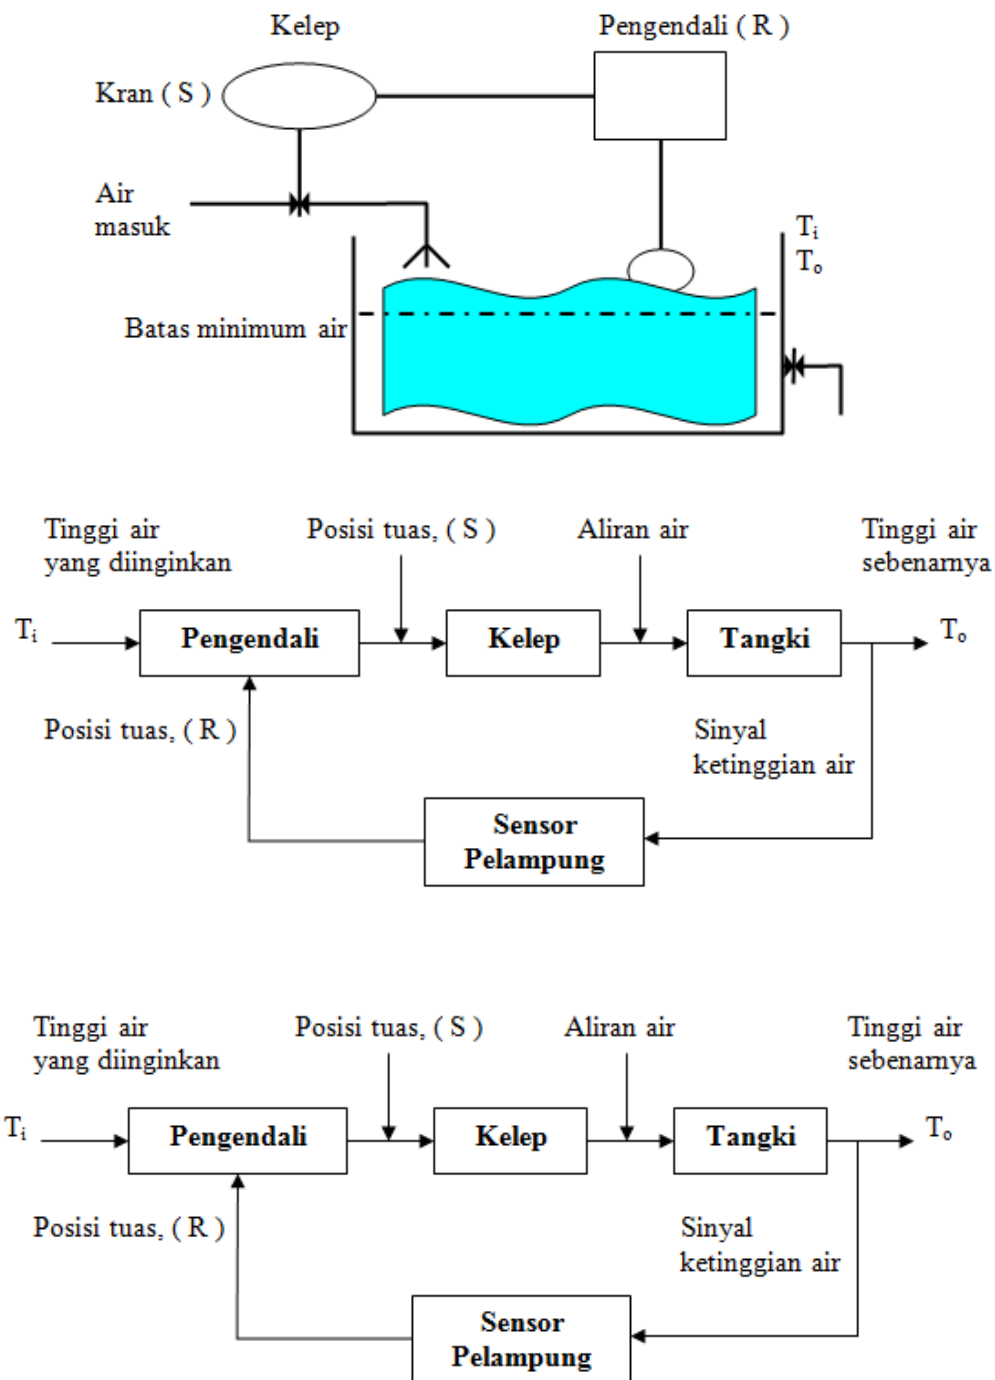 Kelep
Pengendali ( R )
Kran ( S )
Air
masuk
Ti
To
Batas minimum air
Tinggi air
yang diinginkan
Posisi tuas, ( S )
Aliran air
Tinggi air
sebenarnya
Ti
Pengendali
Kelep
Tangki
To
Posisi tuas, ( R )
Sinyal
ketinggian air
Sensor
Pelampung
Tinggi air
yang diinginkan
Posisi tuas, ( S )
Aliran air
Tinggi air
sebenarnya
Ti
Pengendali
Kelep
Tangki
To
Posisi tuas, ( R )
Sinyal
ketinggian air
Sensor
Pelampung